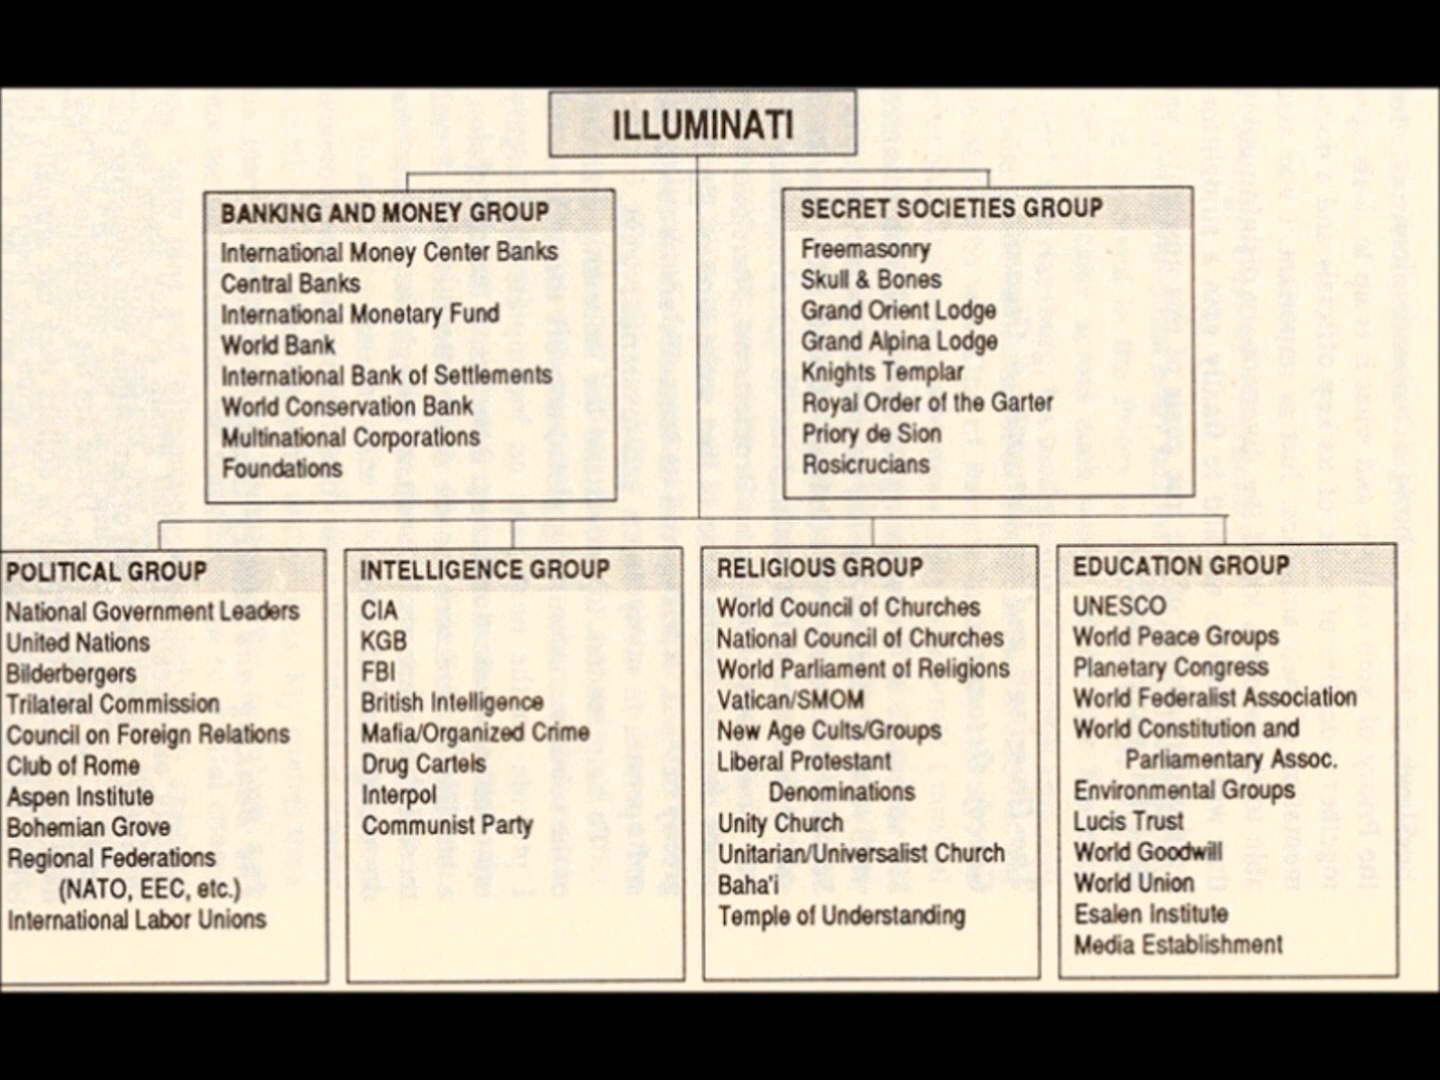 ILLUMINATI
BANKING AND MONEY GROUP
International Money Center Banks
Central Banks
International Monetary Fund
World Bank
International Bank of Settlements
World Conservation Bank
Multinational Corporations
Foundations
SECRET SOCIETIES GROUP
Freemasonry
Skull & Bones
Grand Orient Lodge
Grand Alpina Lodge
Knights Templar
Royal Order of the Garter
Priory de Sion
Rosicrucians
POLITICAL GROUP
National Government Leaders
United Nations
Bilderbergers
Trilateral Commission
Council on Foreign Relations
Club of Rome
Aspen Institute
Bohemian Grove
Regional Federations
(NATO, EEC, etc.)
International Labor Unions
INTELLIGENCE GROUP
CIA
KGB
FBI
British Intelligence
Mafia/Organized Crime
Drug Cartels
Interpol
Communist Party
RELIGIOUS GROUP
World Council of Churches
National Council of Churches
World Parliament of Religions
Vatican/SMOM
New Age Cults/Groups
Liberal Protestant
Denominations
Unity Church
Unitarian/Universalist Church
Baha'i
Temple of Understanding
EDUCATION GROUP
UNESCO
World Peace Groups
Planetary Congress
World Federalist Association
World Constitution and
Parliamentary Assoc.
Environmental Groups
Lucis Trust
World Goodwill
World Union
Esalen Institute
Media Establishment